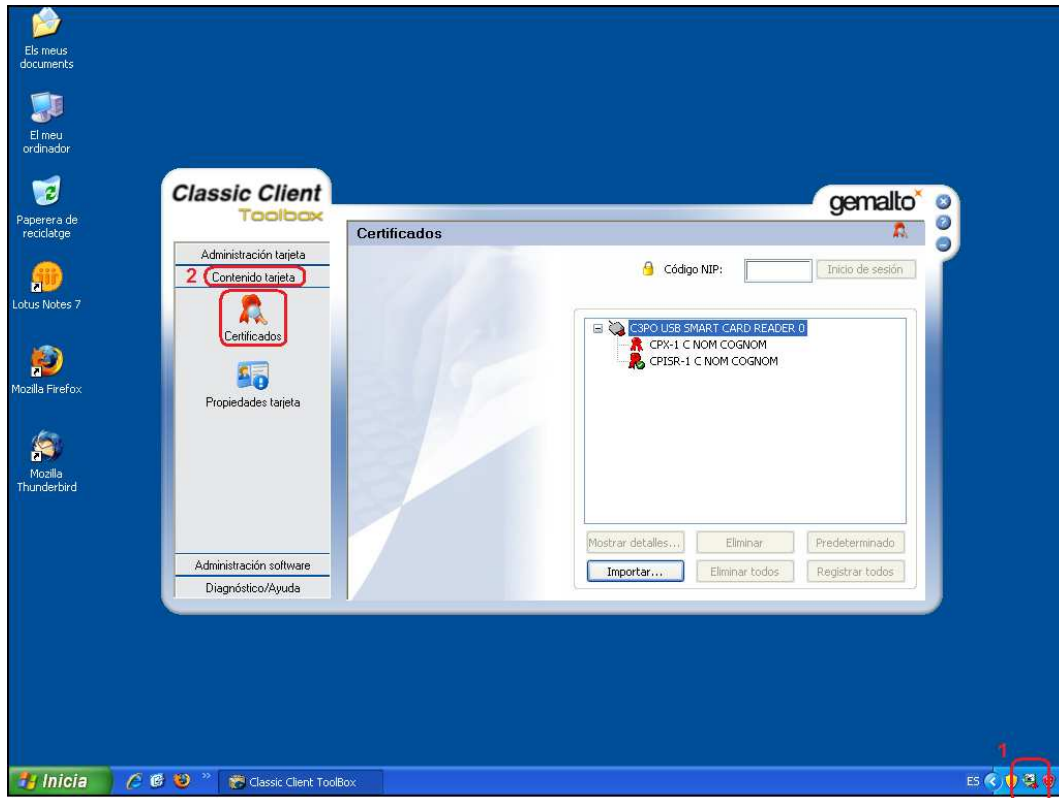 Els meus
documents
El meu
ordinador
Paperera de
reciclatge
Lotus Notes 7
Mozilla Firefox
Mozilla
Thunderbird
Classic Client
Toolbox
gemalto
Certificados
Administración tarjeta
2 Contenido tarjeta
Certificados
Propiedades tarjeta
Administración software
Diagnóstico/Ayuda
Código NIP:
Inicio de sesión
C3PO USB SMART CARD READER 0
CPX-1 C NOM COGNOM
CPISR-1 C NOM COGNOM
Mostrar detalles...
Eliminar
Predeterminado
Importar...
Eliminar todos
Registrar todos
1
Inicia
Classic Client ToolBox
ES